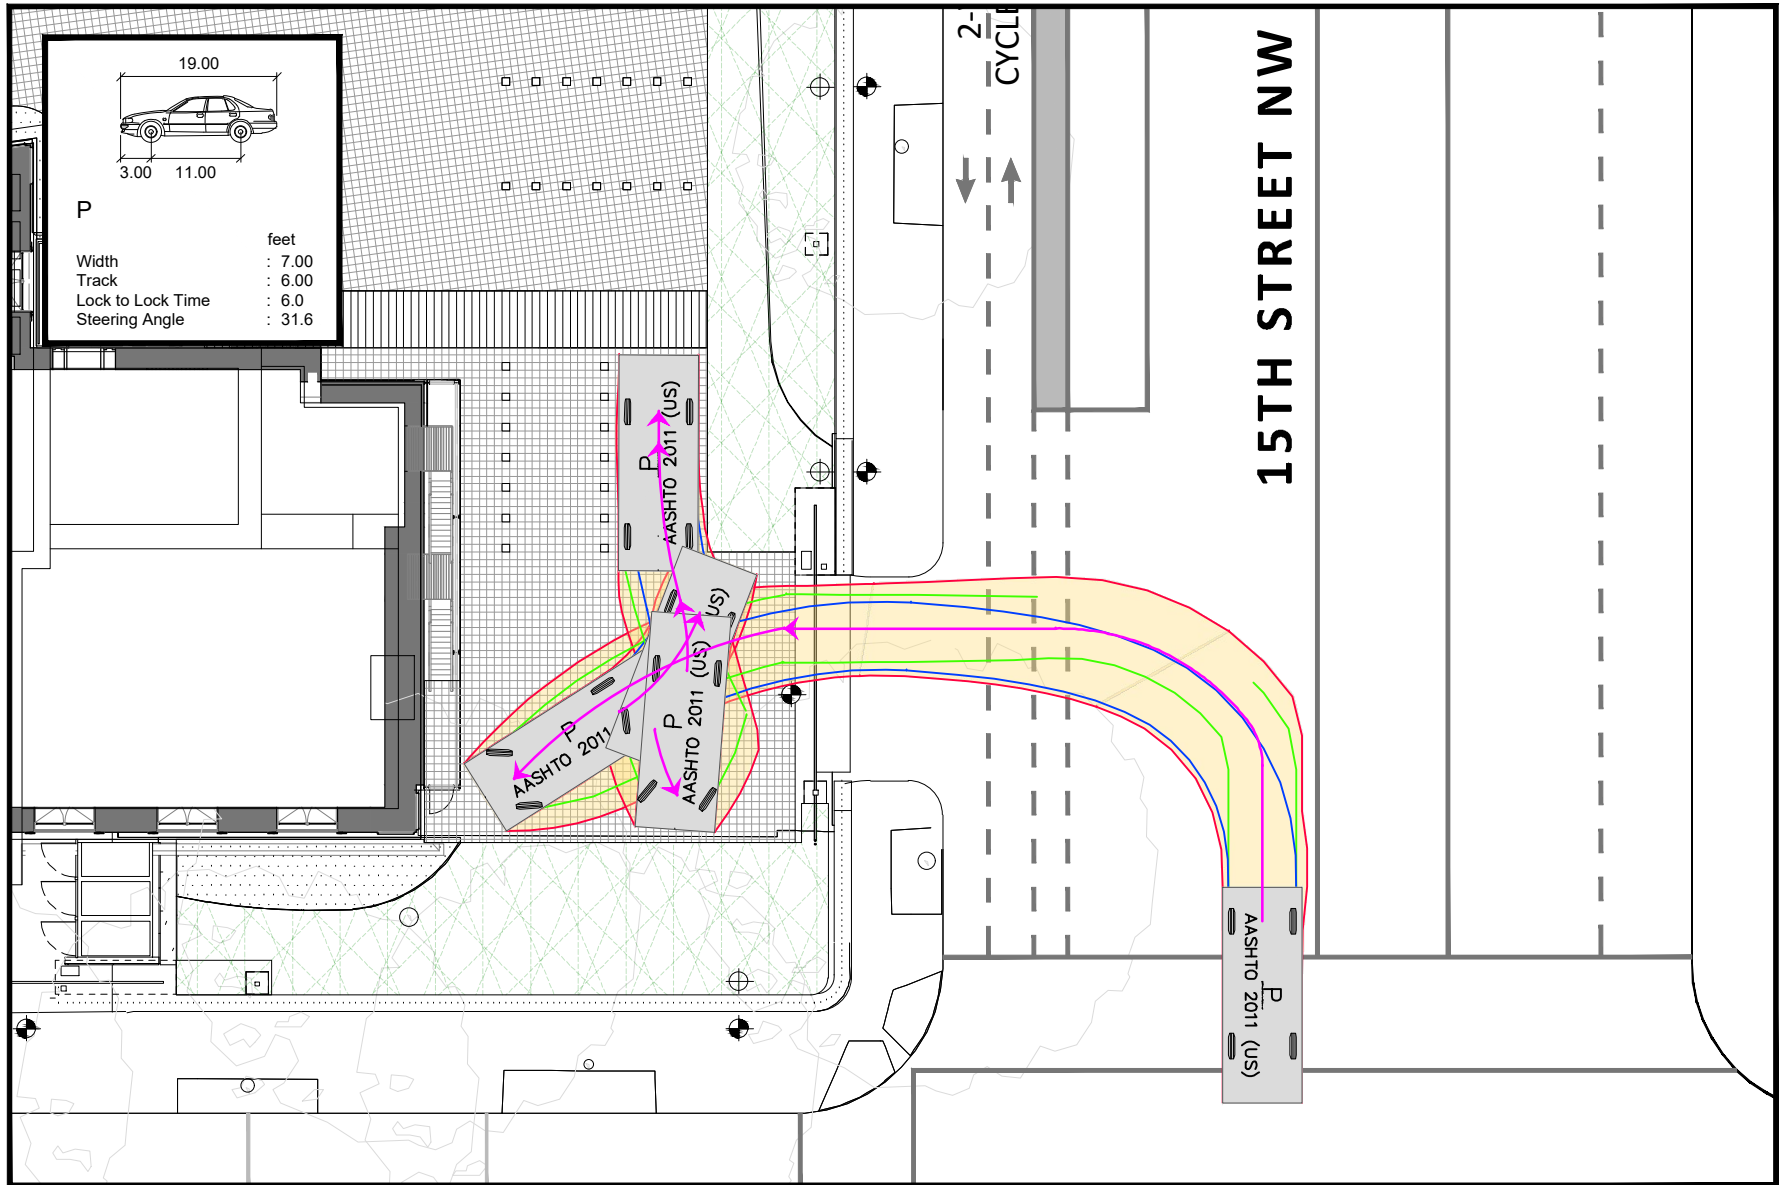 19.00
3.00 11.00
P
feet
Width : 7.00
Track : 6.00
Lock to Lock Time : 6.0
Steering Angle : 31.6
2-
CYCLE
15TH STREET NW
P
AASHTO 2011 (US)
US)
P
AASHTO 2011 (US)
P
AASHTO 2011
P
AASHTO 2011 (US)